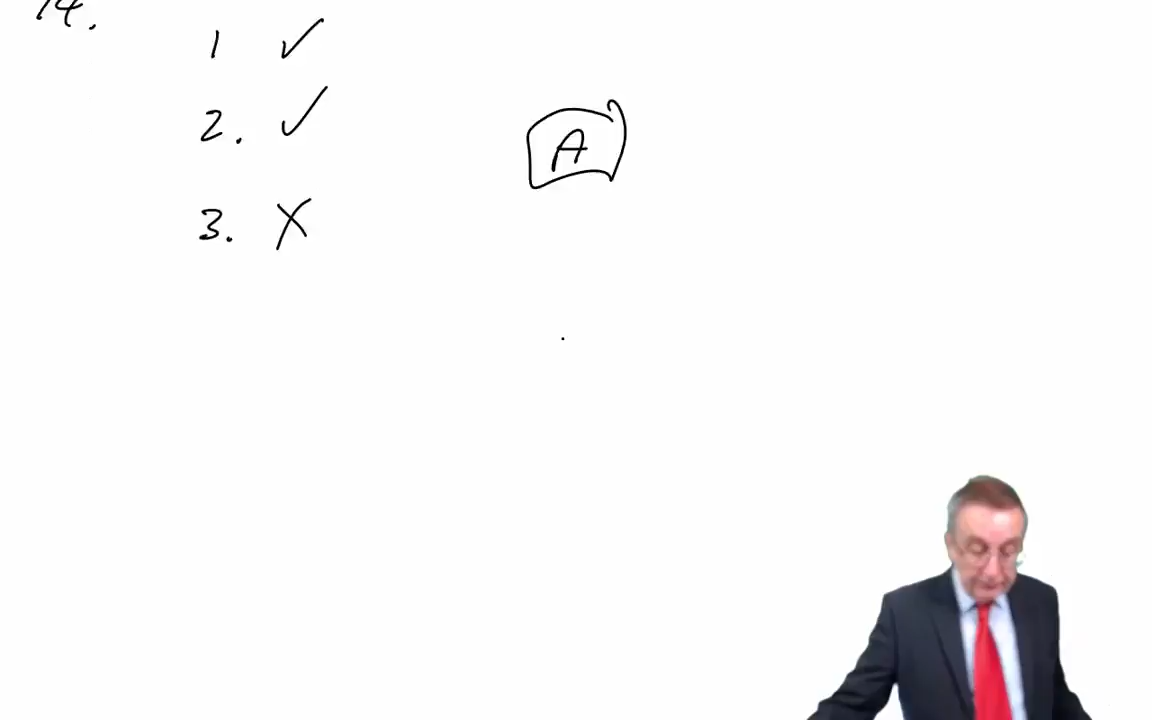 14.
1 ✓
2. ✓
A
3. X